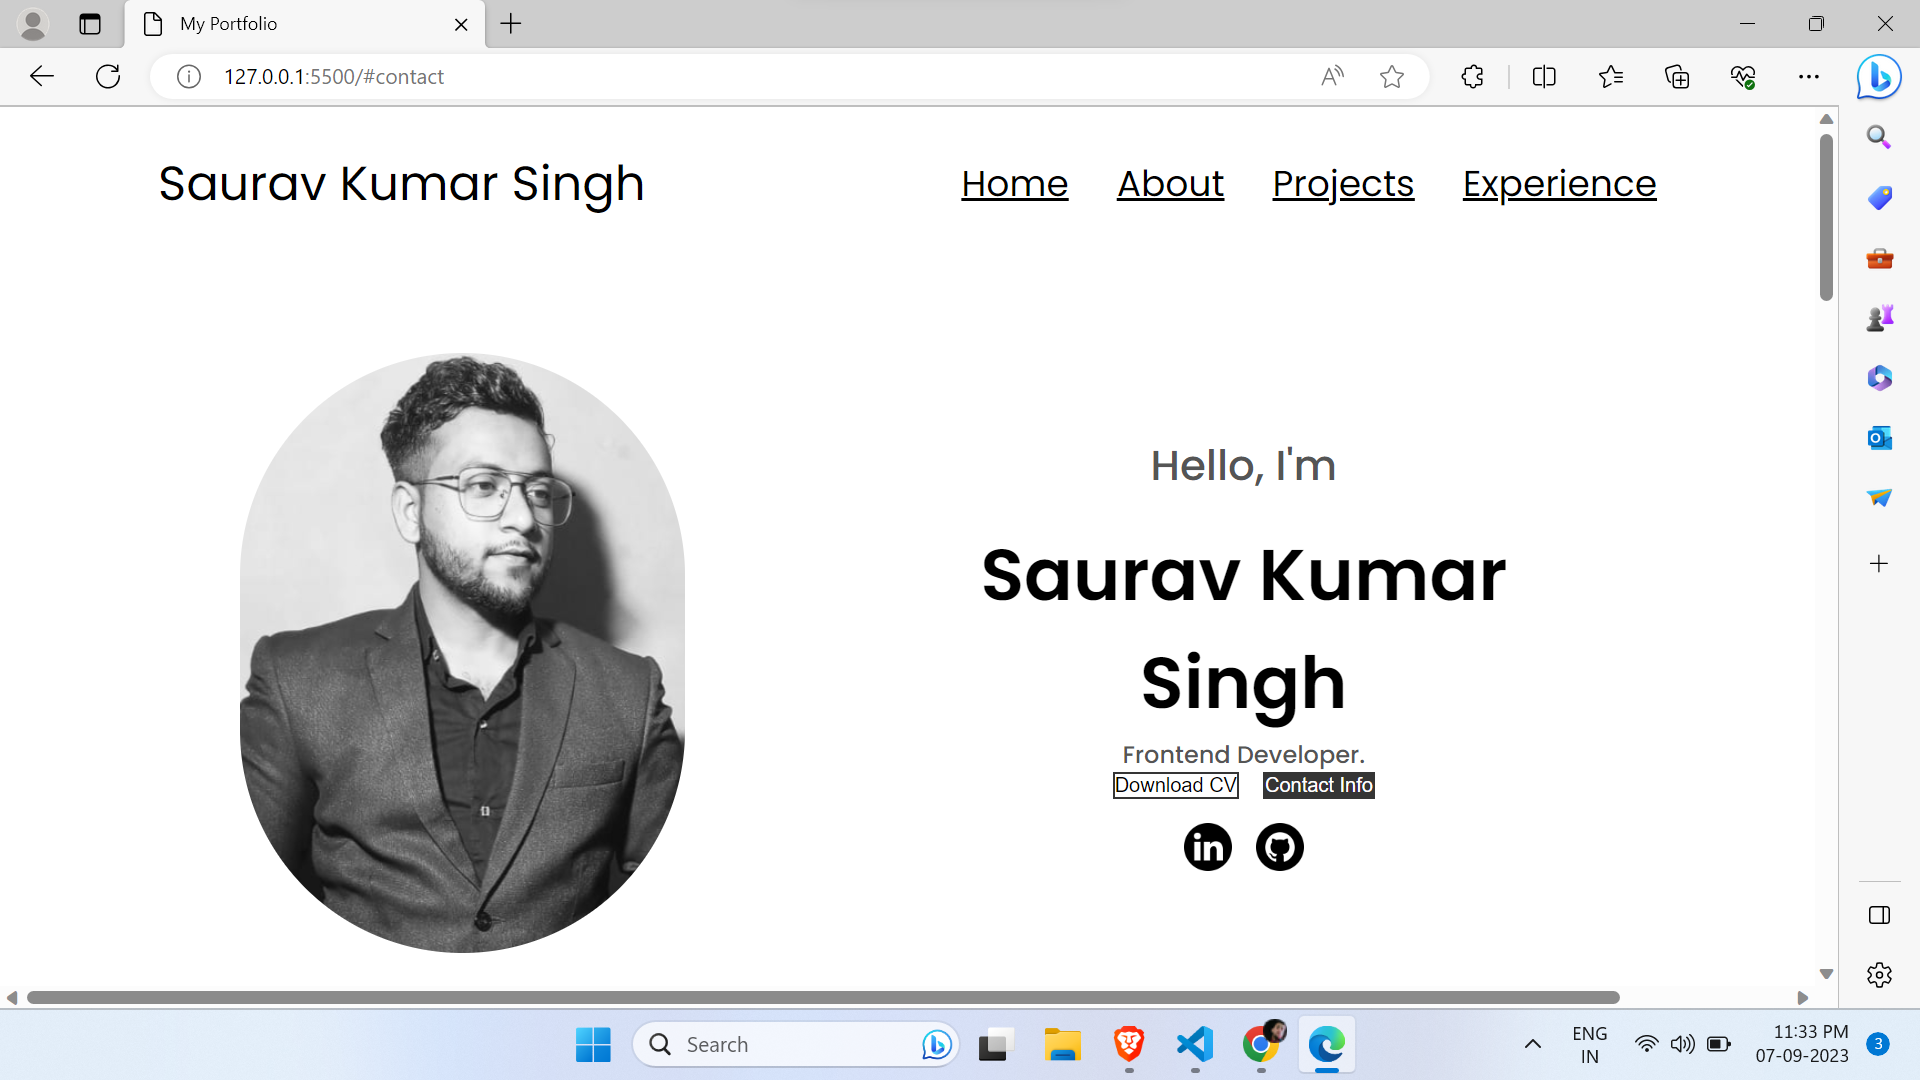 My Portfolio
127.0.0.1:5500/#contact
Saurav Kumar Singh
Home About Projects Experience
Hello, I'm
Saurav Kumar
Singh
Frontend Developer.
Download CV Contact Info
in
Search
ENG
IN
11:33 PM
07-09-2023
3